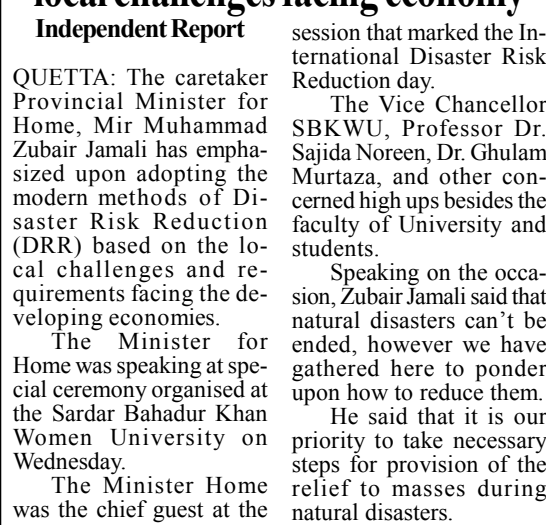 local challenges facing economy
Independent Report
QUETTA: The caretaker
Provincial Minister for
Home, Mir Muhammad
Zubair Jamali has empha-
sized upon adopting the
modern methods of Di-
saster Risk Reduction
(DRR) based on the lo-
cal challenges and re-
quirements facing the de-
veloping economies.
The Minister for
Home was speaking at spe-
cial ceremony organised at
the Sardar Bahadur Khan
Women University on
Wednesday.
The Minister Home
was the chief guest at the
session that marked the In-
ternational Disaster Risk
Reduction day.
The Vice Chancellor
SBKWU, Professor Dr.
Sajida Noreen, Dr. Ghulam
Murtaza, and other con-
cerned high ups besides the
faculty of University and
students.
Speaking on the occa-
sion, Zubair Jamali said that
natural disasters can't be
ended, however we have
gathered here to ponder
upon how to reduce them.
He said that it is our
priority to take necessary
steps for provision of the
relief to masses during
natural disasters.